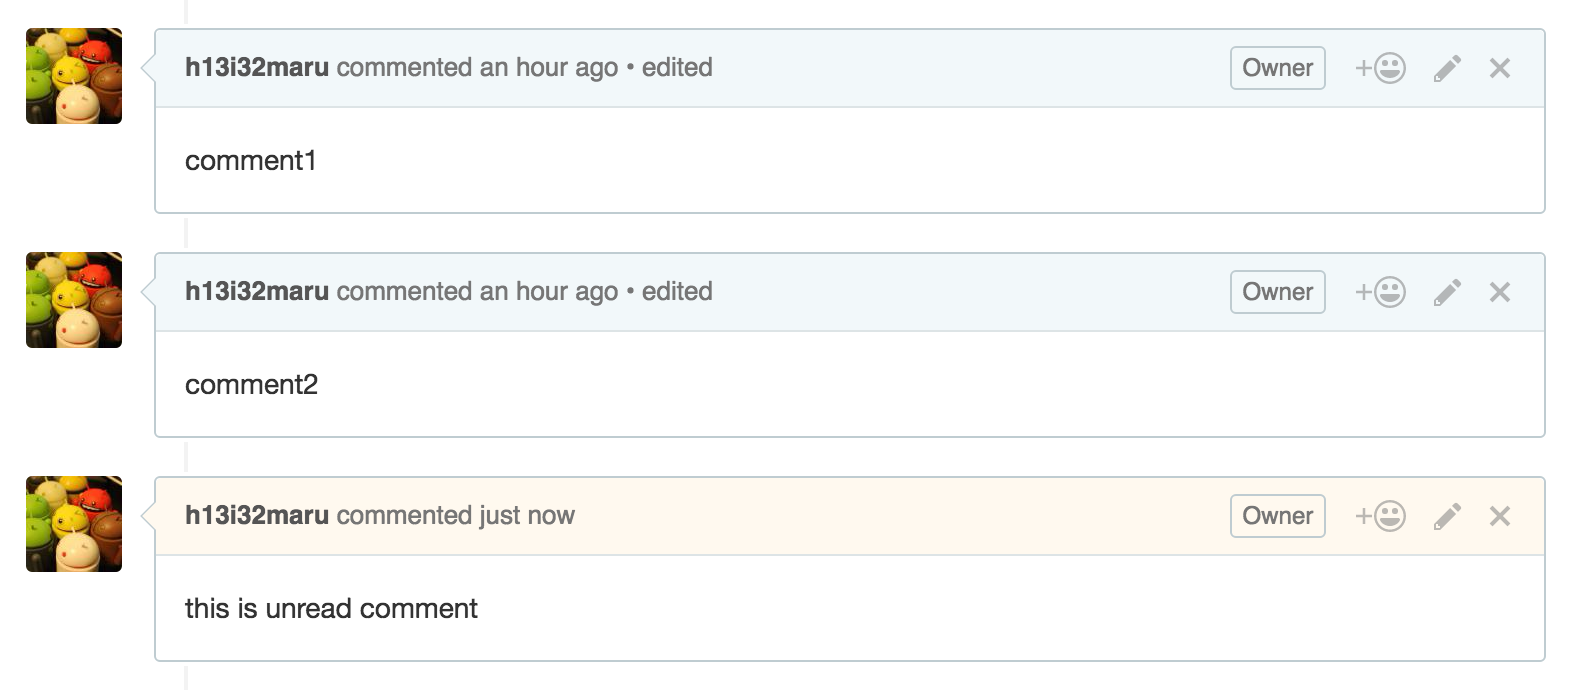 h13i32maru commented an hour ago • edited Owner
comment1
h13i32maru commented an hour ago • edited Owner
comment2
h13i32maru commented just now Owner
this is unread comment